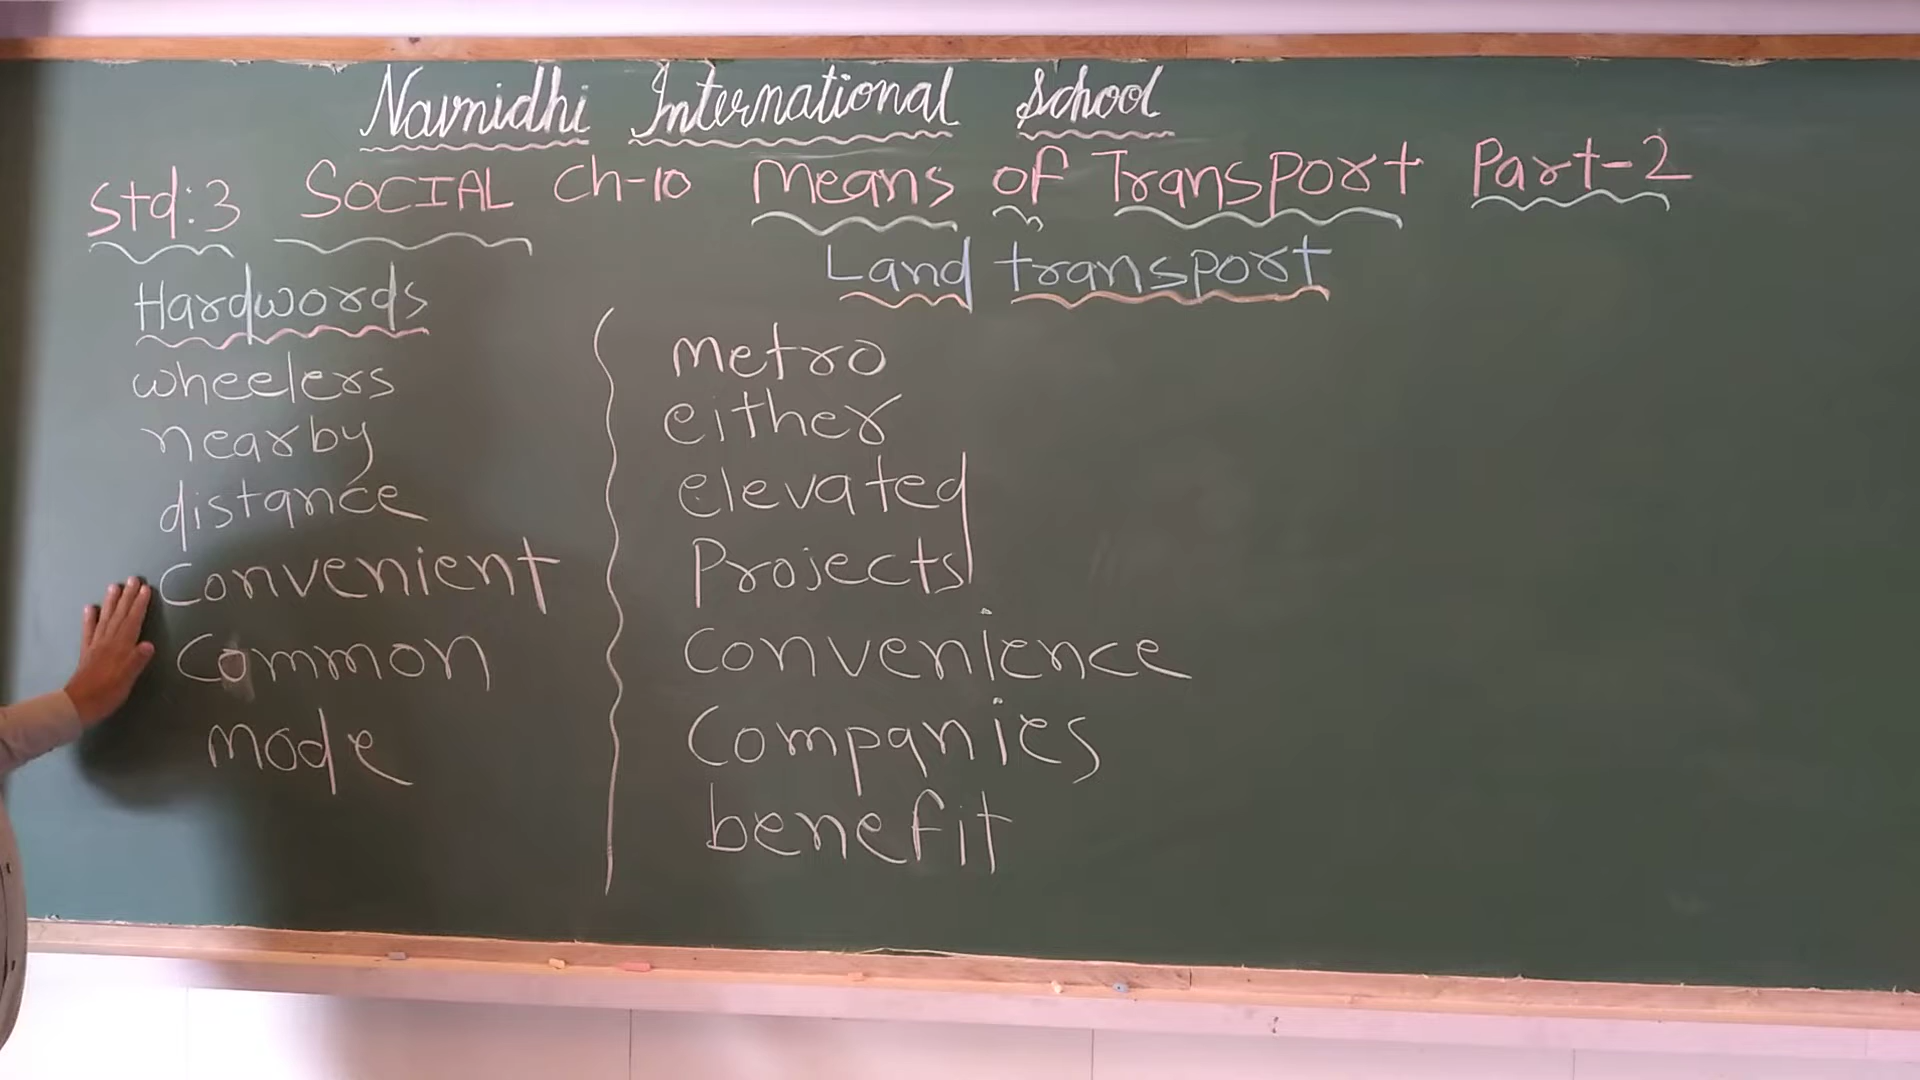 Navnidhi International School
Std:3 SOCIAL Ch-10 Means of Transport Part-2
Land transport
Hardwords
wheelers
nearby
distance
Convenient
Common
mode
Metro
either
elevated
Projects
convenience
Companies
benefit